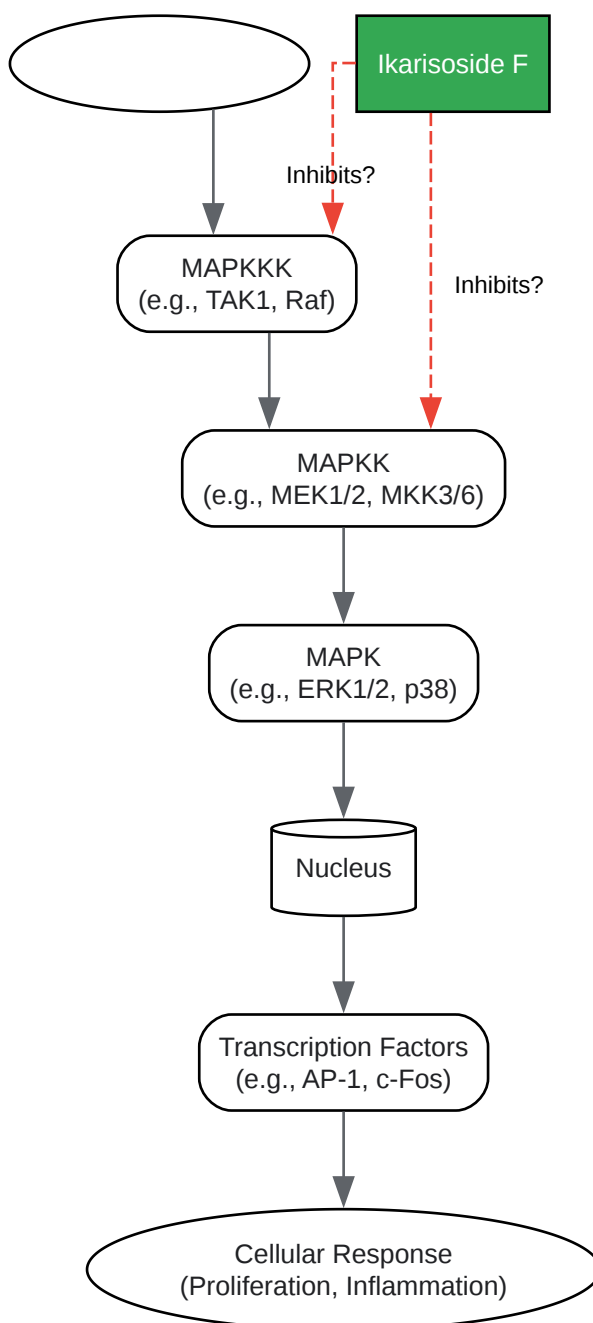 Ikarisoside F
Inhibits?
MAPKKK
(e.g., TAK1, Raf)
Inhibits?
MAPKK
(e.g., MEK1/2, MKK3/6)
MAPK
(e.g., ERK1/2, p38)
Nucleus
Transcription Factors
(e.g., AP-1, c-Fos)
Cellular Response
(Proliferation, Inflammation)